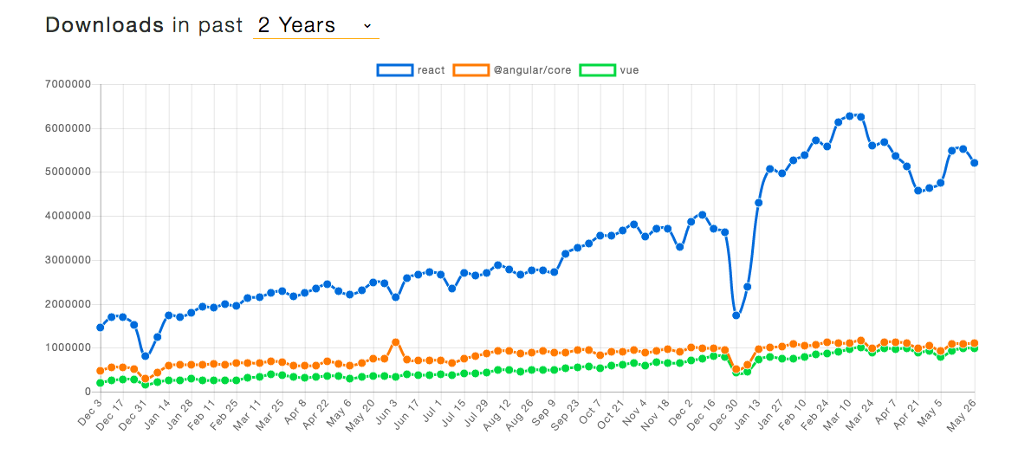 Downloads in past 2 Years
react @angular/core vue
7000000
6000000
5000000
4000000
3000000
2000000
1000000
0
Dec 3 Dec 17 Dec 31 Jan 14 Jan 28 Feb 11 Feb 25 Mar 11 Mar 25 Apr 8 Apr 22 May 6 May 20 Jun 3 Jun 17 Jul 1 Jul 15 Jul 29 Aug 12 Aug 26 Sep 9 Sep 23 Oct 7 Oct 21 Nov 4 Nov 18 Dec 2 Dec 16 Dec 30 Jan 13 Jan 27 Feb 10 Feb 24 Mar 10 Mar 24 Apr 7 Apr 21 May 5 May 26